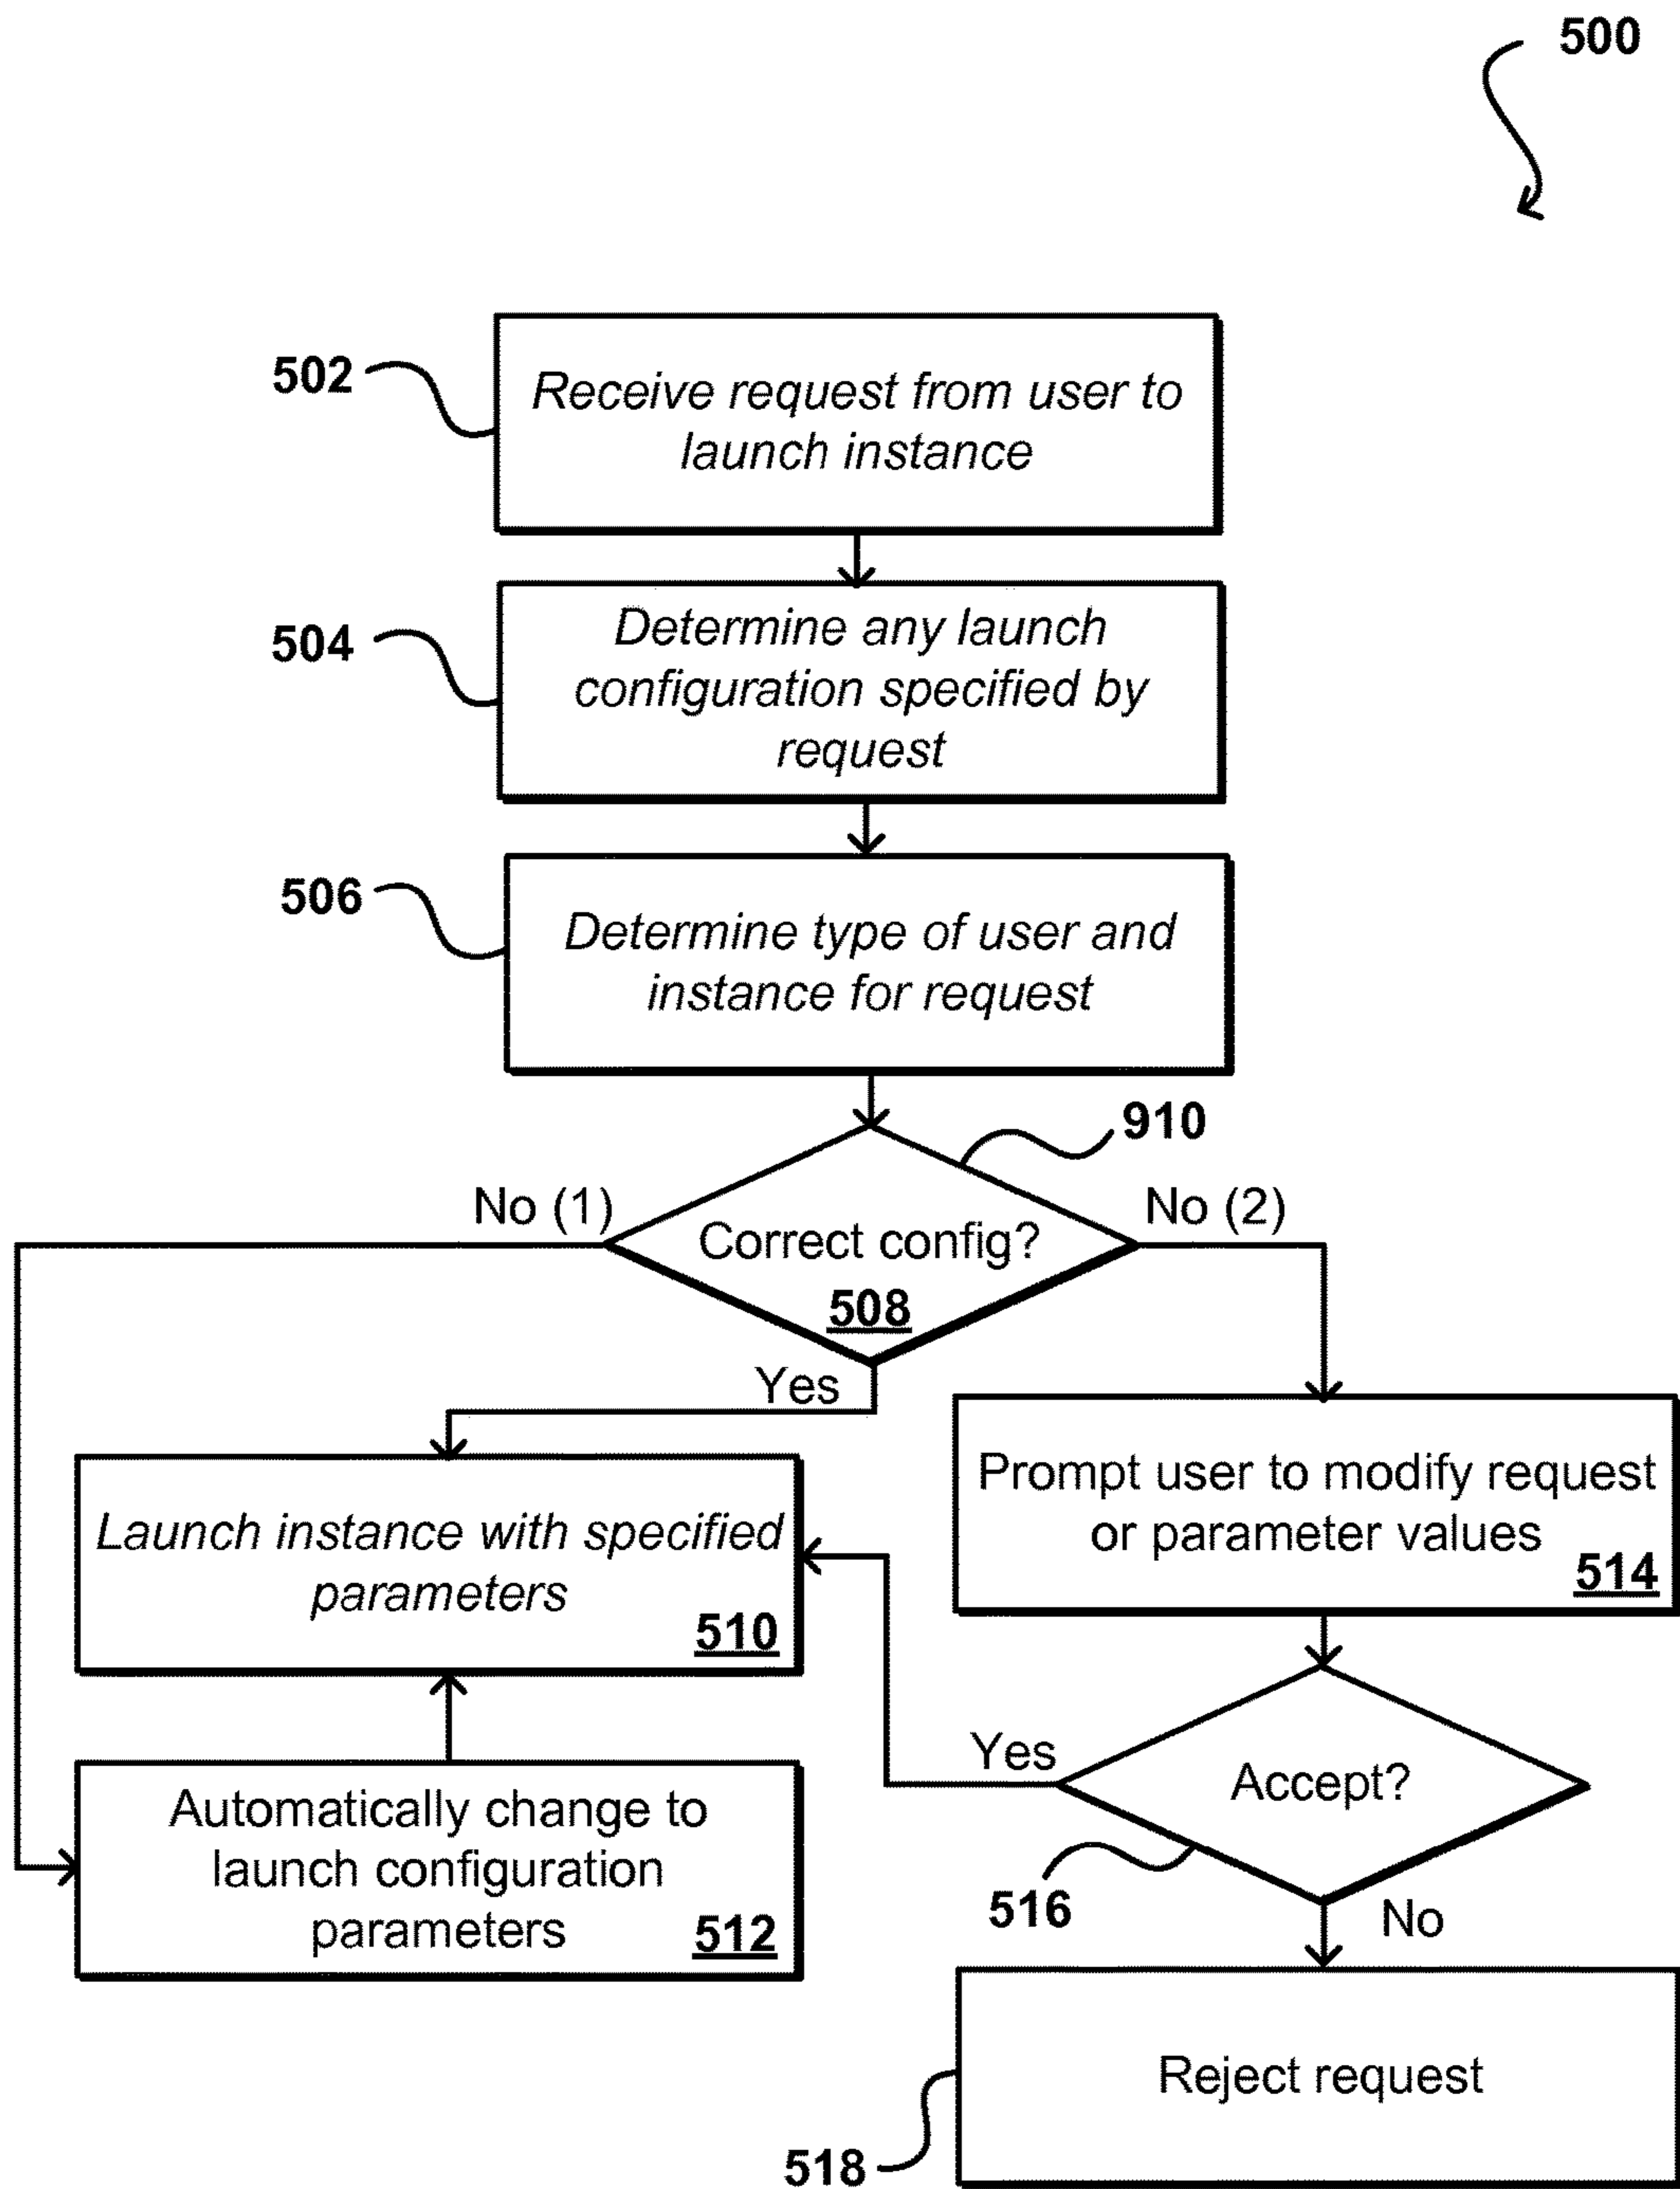 500
502
Receive request from user to
launch instance
504
Determine any launch
configuration specified by
request
506
Determine type of user and
instance for request
910
No (1)
No (2)
Correct config?
508
Yes
Launch instance with specified
parameters
510
Prompt user to modify request
or parameter values
514
Automatically change to
launch configuration
parameters
512
Yes
Accept?
516
No
Reject request
518